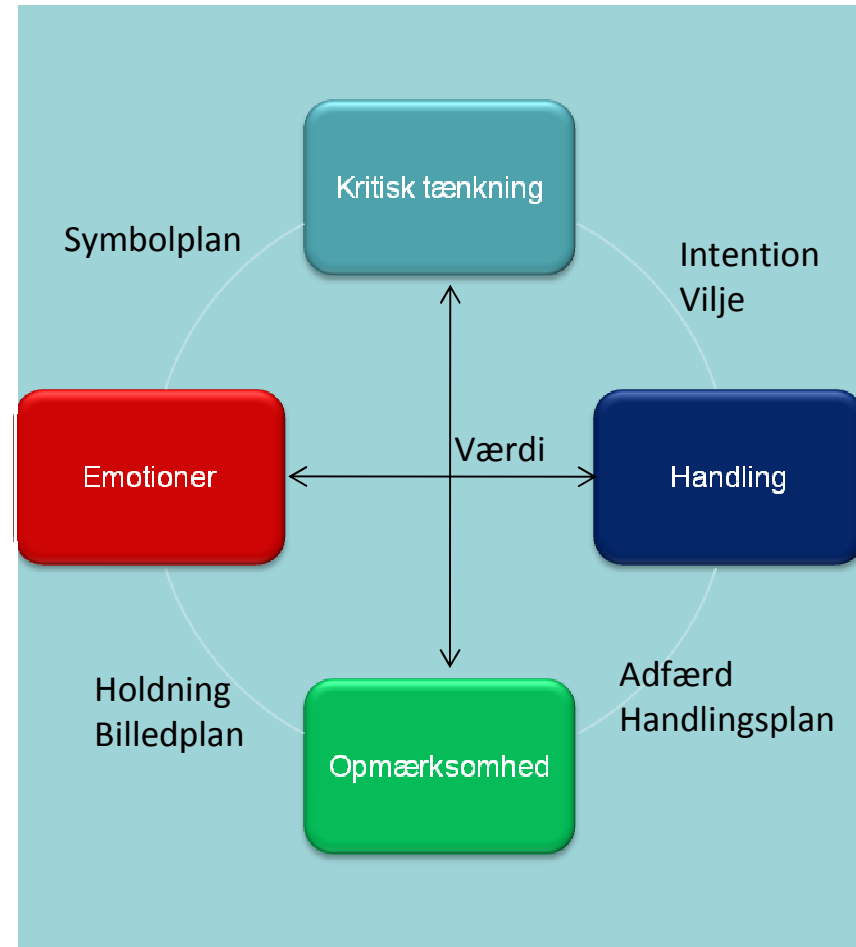 Kritisk tænkning
Symbolplan
Intention
Vilje
Værdi
Emotioner
Handling
Holdning
Billedplan
Adfærd
Handlingsplan
Opmærksomhed